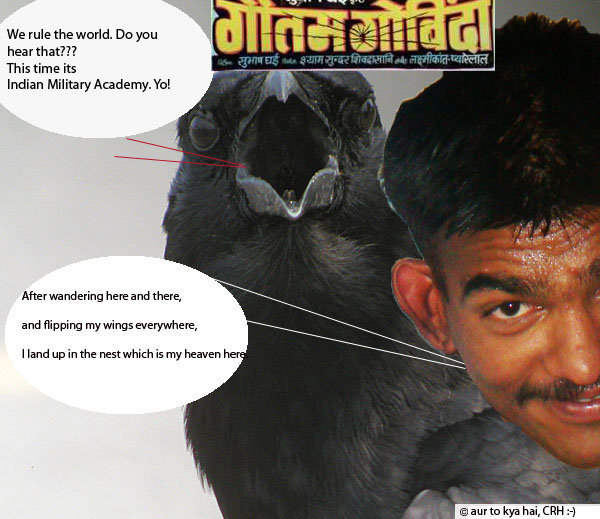 गौतम गोविंदा
सुभाष घई श्याम सुन्दर शिवदासानी लक्ष्मीकांत-प्यारेलाल
We rule the world. Do you
hear that???
This time its
Indian Military Academy. Yo!
After wandering here and there,
and flipping my wings everywhere,
I land up in the nest which is my heaven here
© aur to kya hai, CRH :-)